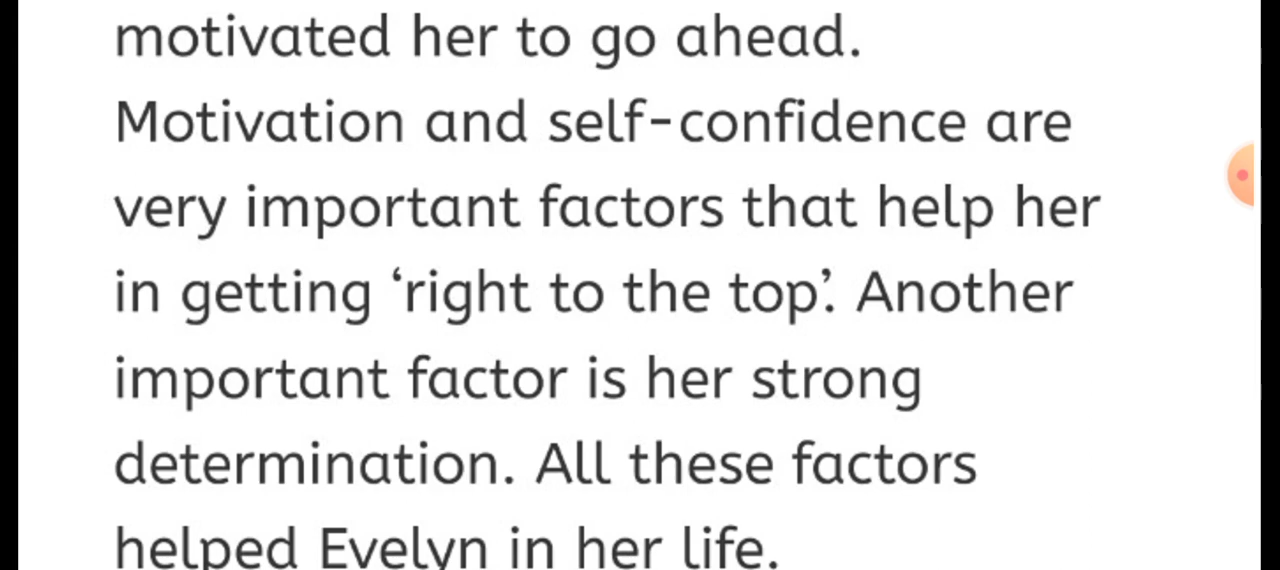 motivated her to go ahead.
Motivation and self-confidence are
very important factors that help her
in getting ‘right to the top’. Another
important factor is her strong
determination. All these factors
helped Evelyn in her life.